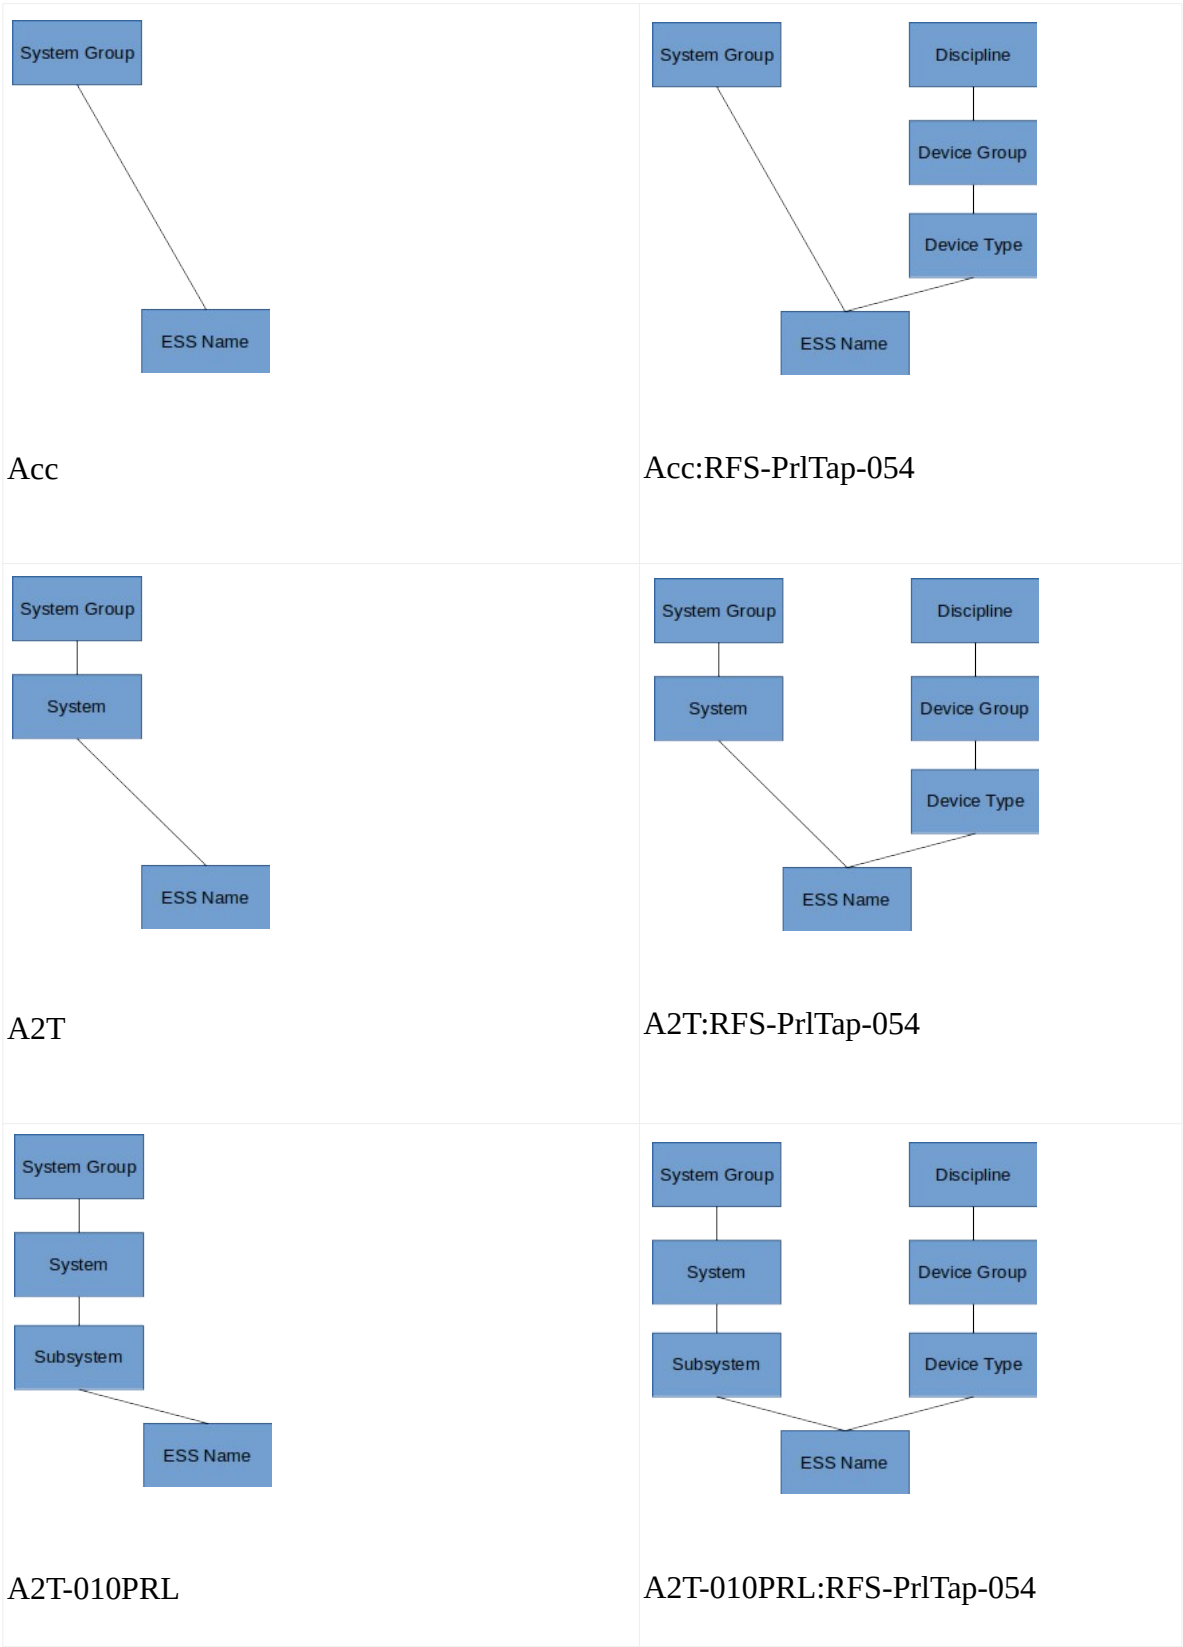 System Group
ESS Name
Acc
System Group
Discipline
Device Group
Device Type
ESS Name
Acc:RFS-PrlTap-054
System Group
System
ESS Name
A2T
System Group
Discipline
System
Device Group
Device Type
ESS Name
A2T:RFS-PrlTap-054
System Group
System
Subsystem
ESS Name
A2T-010PRL
System Group
Discipline
System
Device Group
Subsystem
Device Type
ESS Name
A2T-010PRL:RFS-PrlTap-054